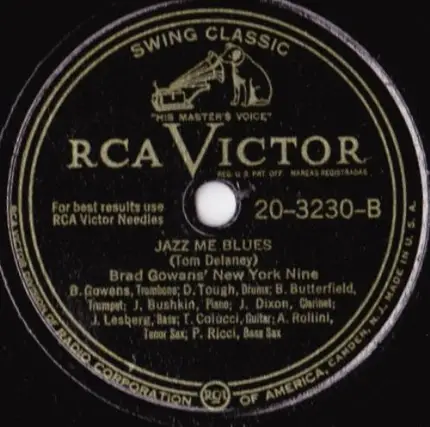 SWING CLASSIC
"HIS MASTER'S VOICE"
RCA VICTOR
REG. U.S. PAT. OFF. MARCAS REGISTRADAS
For best results use
RCA Victor Needles
20-3230-B
JAZZ ME BLUES
(Tom Delaney)
Brad Gowans' New York Nine
B. Gowans, Trombone; D. Tough, Drums; B. Butterfield,
Trumpet; J. Bushkin, Piano; J. Dixon, Clarinet;
J. Lesberg, Bass; T. Colucci, Guitar; A. Rollini,
Tenor Sax; P. Ricci, Bass Sax
RCA VICTOR DIVISION OF RADIO CORPORATION OF AMERICA, CAMDEN, N.J. MADE IN U.S.A.
RCA